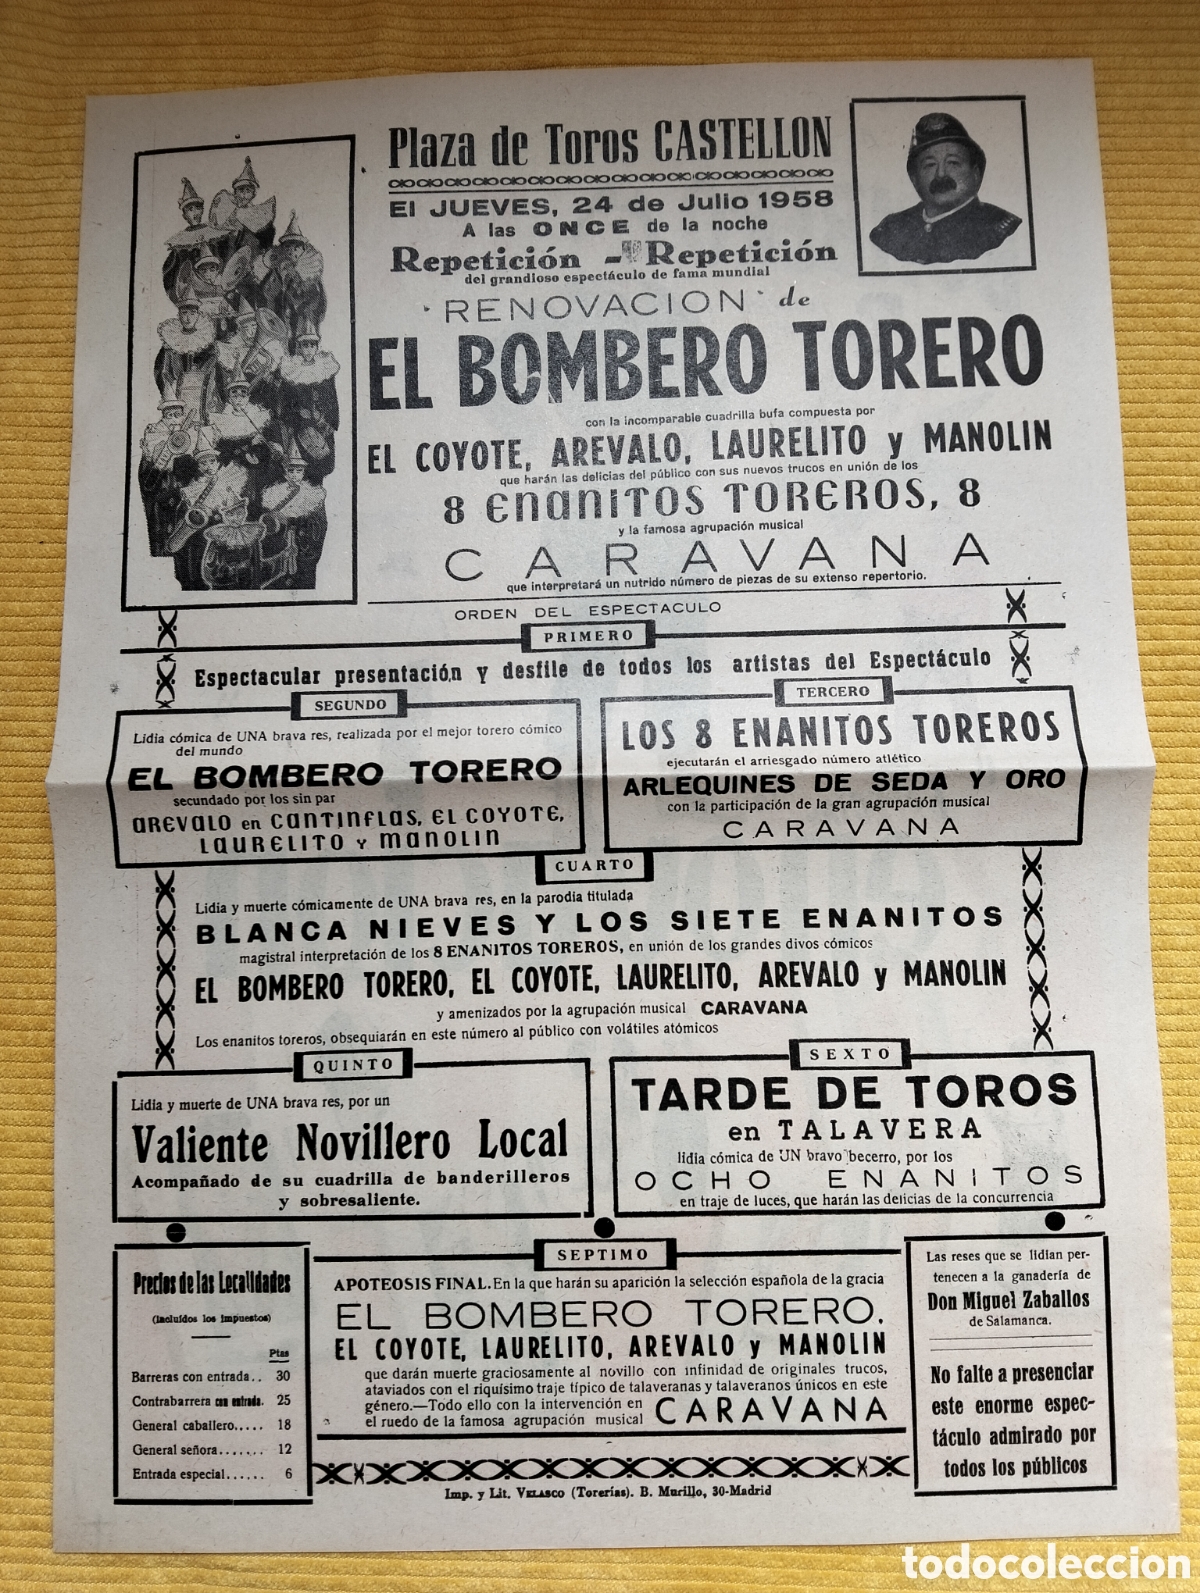 Plaza de Toros CASTELLON
El JUEVES, 24 de Julio 1958
A las ONCE de la noche
Repetición - Repetición
del grandioso espectáculo de fama mundial
RENOVACION de
EL BOMBERO TORERO
con la incomparable cuadrilla bufa compuesta por
EL COYOTE, AREVALO, LAURELITO y MANOLIN
que harán las delicias del público con sus nuevos trucos en unión de los
8 ENANITOS TOREROS, 8
y la famosa agrupación musical
CARAVANA
que interpretará un nutrido número de piezas de su extenso repertorio.
ORDEN DEL ESPECTACULO
PRIMERO
Espectacular presentación y desfile de todos los artistas del Espectáculo
SEGUNDO
Lidia cómica de UNA brava res, realizada por el mejor torero cómico
del mundo
EL BOMBERO TORERO
secundado por los sin par
AREVALO en CANTINFLAS, EL COYOTE,
LAURELITO Y MANOLIN
TERCERO
LOS 8 ENANITOS TOREROS
ejecutarán el arriesgado número atlético
ARLEQUINES DE SEDA Y ORO
con la participación de la gran agrupación musical
CARAVANA
CUARTO
Lidia y muerte cómicamente de UNA brava res, en la parodia titulada
BLANCA NIEVES Y LOS SIETE ENANITOS
magistral interpretación de los 8 ENANITOS TOREROS, en unión de los grandes divos cómicos
EL BOMBERO TORERO, EL COYOTE, LAURELITO, AREVALO y MANOLIN
y amenizados por la agrupación musical CARAVANA
Los enanitos toreros, obsequiarán en este número al público con volátiles atómicos
QUINTO
Lidia y muerte de UNA brava res, por un
Valiente Novillero Local
Acompañado de su cuadrilla de banderilleros
y sobresaliente.
SEXTO
TARDE DE TOROS
en TALAVERA
lidia cómica de UN bravo becerro, por los
OCHO ENANITOS
en traje de luces, que harán las delicias de la concurrencia
Precios de las Localidades
(Incluídos los impuestos)
Ptas
Barreras con entrada.. 30
Contrabarrera con entrada. 25
General caballero..... 18
General señora....... 12
Entrada especial...... 6
SEPTIMO
APOTEOSIS FINAL. En la que harán su aparición la selección española de la gracia
EL BOMBERO TORERO.
EL COYOTE, LAURELITO, AREVALO y MANOLIN
que darán muerte graciosamente al novillo con infinidad de originales trucos,
ataviados con el riquísimo traje típico de talaveranas y talaveranos únicos en este
género.—Todo ello con la intervención en
el ruedo de la famosa agrupación musical CARAVANA
Las reses que se lidian per-
tenecen a la ganadería de
Don Miguel Zaballos
de Salamanca.
No falte a presenciar
este enorme espec-
táculo admirado por
todos los públicos
Imp. y Lit. VELASCO (Torerías). B. Murillo, 30-Madrid
todocoleccion